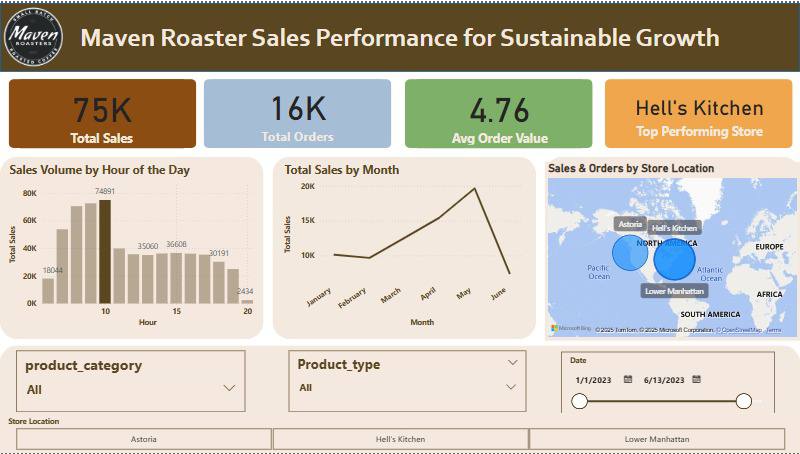 SMALL BATCH
Maven
ROASTERS
ROASTED COFFEE
Maven Roaster Sales Performance for Sustainable Growth
75K
Total Sales
16K
Total Orders
4.76
Avg Order Value
Hell's Kitchen
Top Performing Store
Sales Volume by Hour of the Day
Total Sales
80K
60K
40K
20K
0K
18044
74891
35060
36608
30191
2434
10
15
20
Hour
Total Sales by Month
Total Sales
20K
15K
10K
January
February
March
April
May
June
Month
Sales & Orders by Store Location
Astoria
Hell's Kitchen
NORTH AMERICA
EUROPE
Pacific
Ocean
Atlantic
Ocean
Lower Manhattan
AFRICA
SOUTH AMERICA
Microsoft Bing
© 2025 TomTom, © 2025 Microsoft Corporation, © OpenStreetMap Terms
product_category
All
Product_type
All
Date
1/1/2023
6/13/2023
Store Location
Astoria
Hell's Kitchen
Lower Manhattan